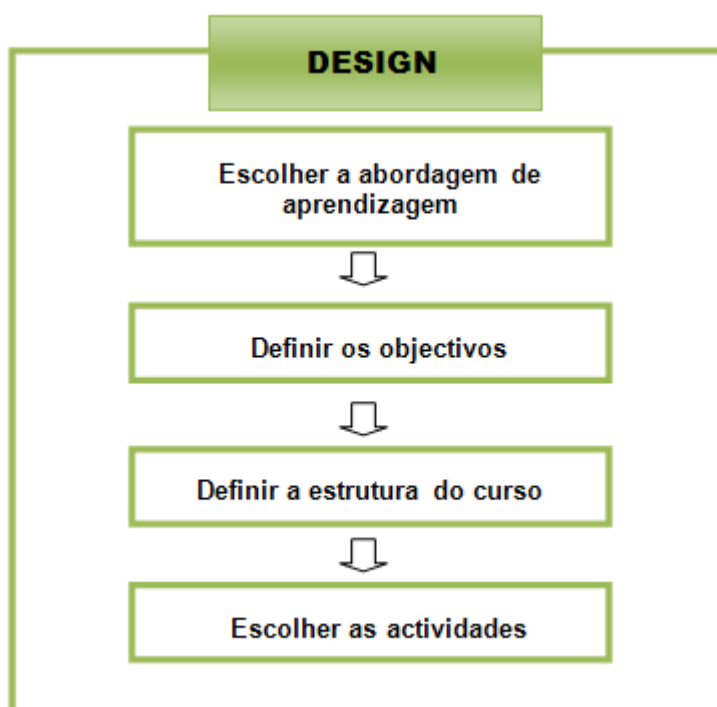 DESIGN
Escolher a abordagem de
aprendizagem
Definir os objectivos
Definir a estrutura do curso
Escolher as actividades